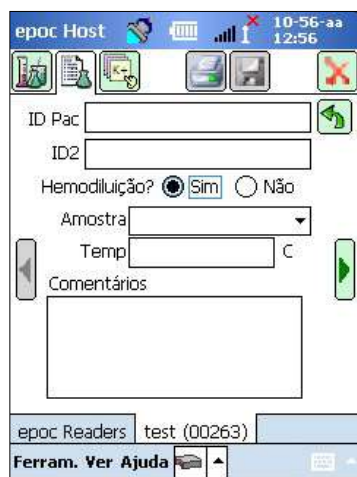 epoc Host 10-56-aa
12:56
K+
ID Pac
ID2
Hemodiluição? Sim Não
Amostra
Temp C
Comentários
epoc Readers test (00263)
Ferram. Ver Ajuda